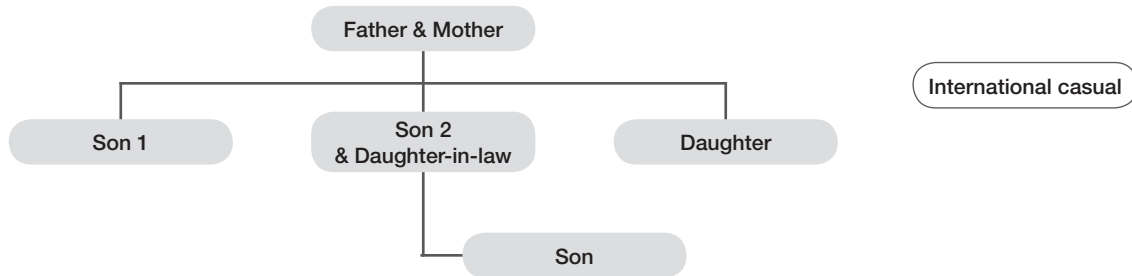 Father & Mother
International casual
Son 1
Son 2
& Daughter-in-law
Daughter
Son